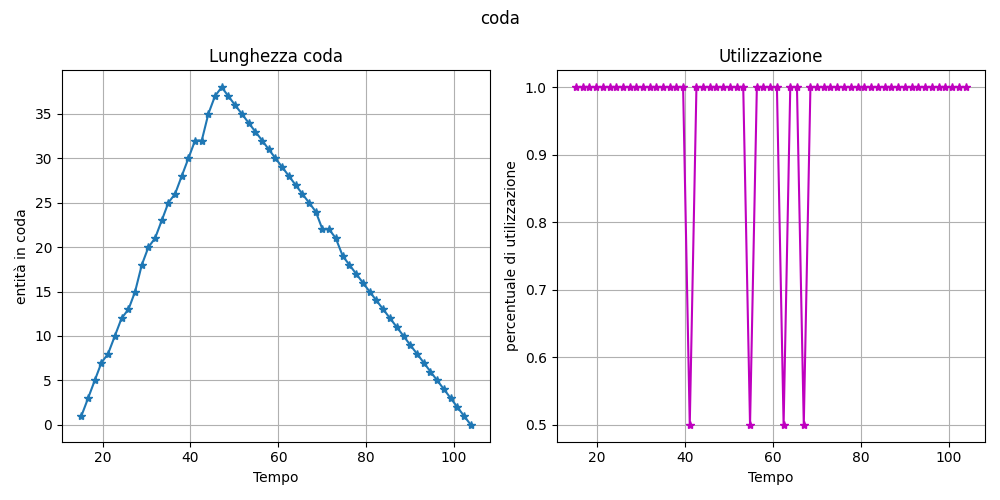 coda
Lunghezza coda
entità in coda
35
30
25
20
15
10
5
0
20 40 60 80 100
Tempo
Utilizzazione
percentuale di utilizzazione
1.0
0.9
0.8
0.7
0.6
0.5
20 40 60 80 100
Tempo